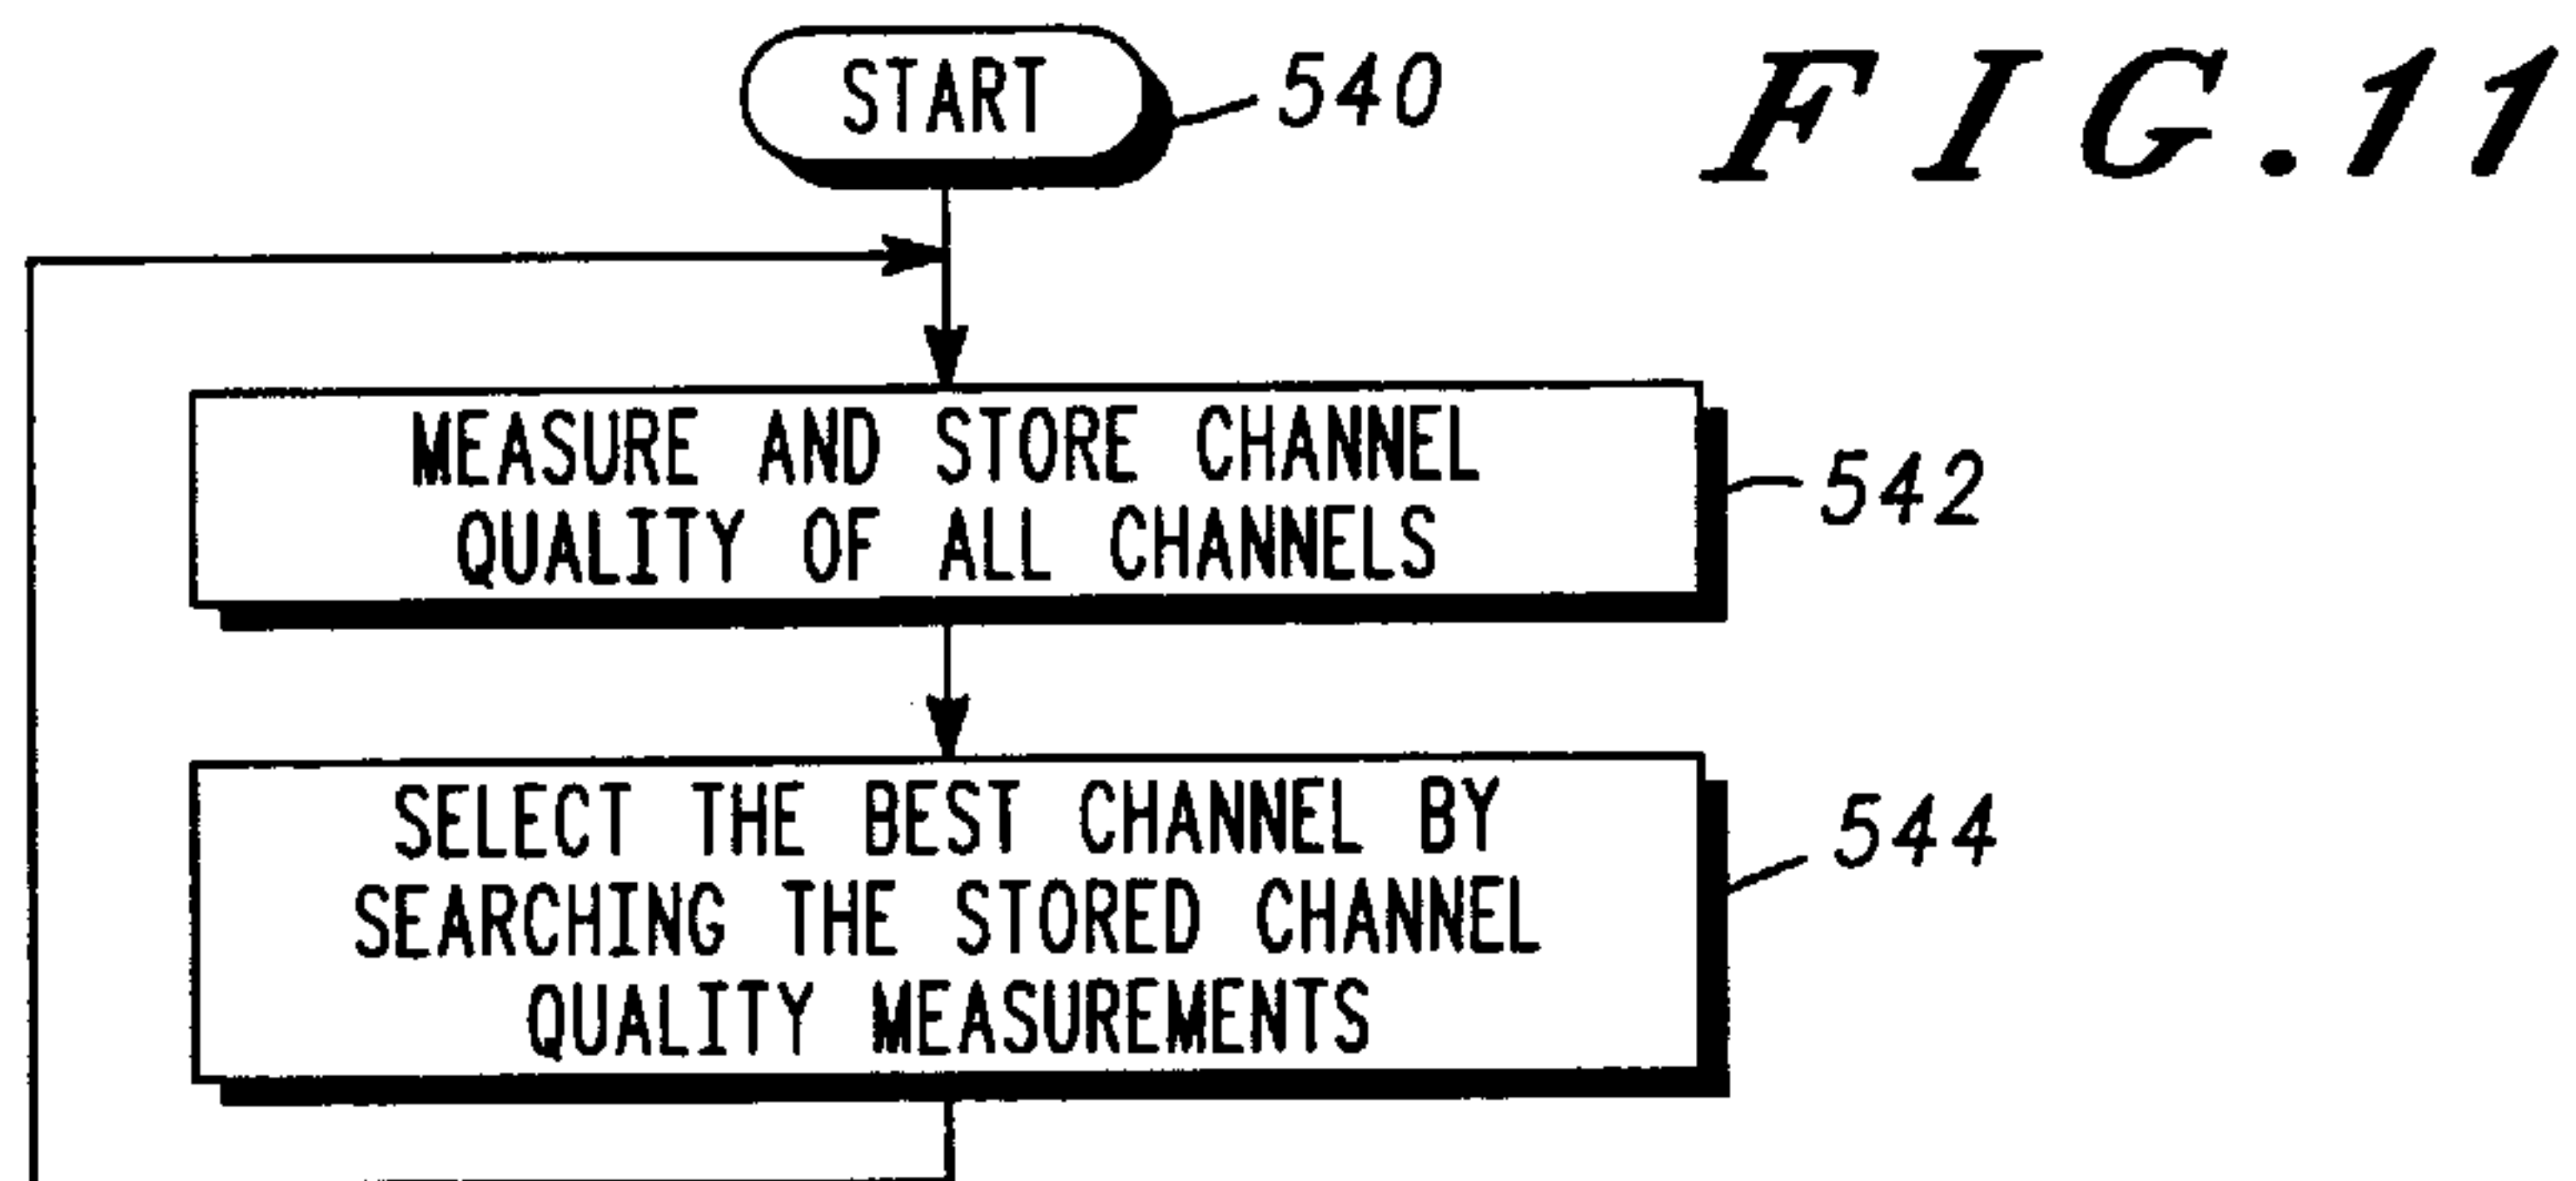 START
540
FIG.11
MEASURE AND STORE CHANNEL
QUALITY OF ALL CHANNELS
542
SELECT THE BEST CHANNEL BY
SEARCHING THE STORED CHANNEL
QUALITY MEASUREMENTS
544